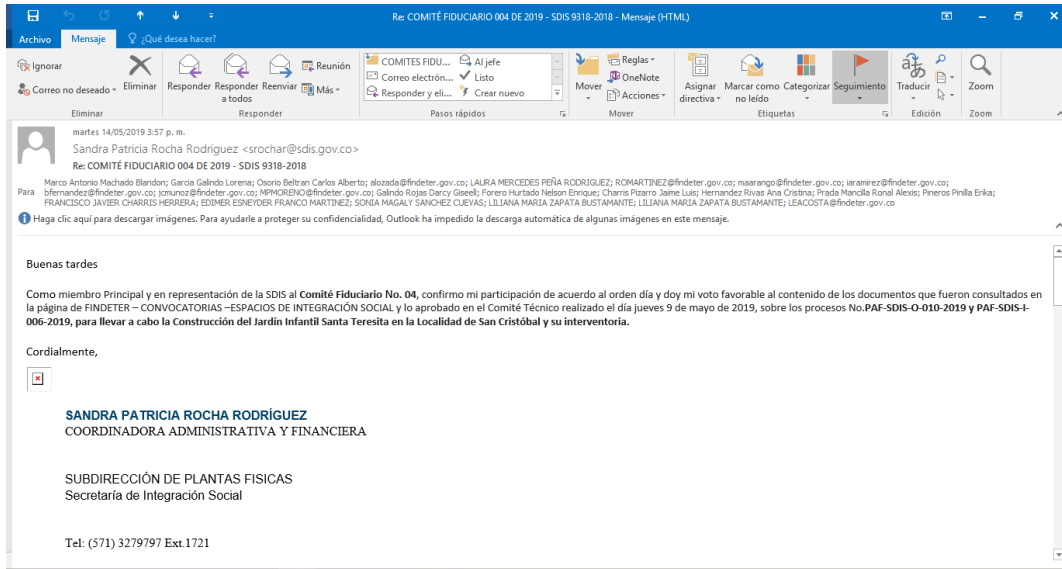 Re: COMITÉ FIDUCIARIO 004 DE 2019 - SDIS 9318-2018 - Mensaje (HTML)
Archivo Mensaje ¿Qué desea hacer?
Ignorar
Correo no deseado
Eliminar
Responder Responder a todos Reenviar
Reunión
Más
COMITES FIDU... Al jefe
Correo electrón... Listo
Responder y eli... Crear nuevo
Mover
Reglas
OneNote
Acciones
Asignar directiva
Marcar como no leído
Categorizar
Seguimiento
Traducir
Zoom
Eliminar Responder Pasos rápidos Mover Etiquetas Edición Zoom
martes 14/05/2019 3:57 p. m.
Sandra Patricia Rocha Rodriguez <srochar@sdis.gov.co>
Re: COMITÉ FIDUCIARIO 004 DE 2019 - SDIS 9318-2018
Para Marco Antonio Machado Blandon; Garcia Galindo Lorena; Osorio Beltran Carlos Alberto; alozada@findeter.gov.co; LAURA MERCEDES PEÑA RODRIGUEZ; ROMARTINEZ@findeter.gov.co; maarango@findeter.gov.co; iaramirez@findeter.gov.co;
bfernandez@findeter.gov.co; jcmunoz@findeter.gov.co; MPMORENO@findeter.gov.co; Galindo Rojas Darcy Giseell; Forero Hurtado Nelson Enrique; Charris Pizarro Jaime Luis; Hernandez Rivas Ana Cristina; Prada Mancilla Ronal Alexis; Pineros Pinilla Erika;
FRANCISCO JAVIER CHARRIS HERRERA; EDIMER ESNEYDER FRANCO MARTINEZ; SONIA MAGALY SANCHEZ CUEVAS; LILIANA MARIA ZAPATA BUSTAMANTE; LILIANA MARIA ZAPATA BUSTAMANTE; LEACOSTA@findeter.gov.co
Haga clic aquí para descargar imágenes. Para ayudarle a proteger su confidencialidad, Outlook ha impedido la descarga automática de algunas imágenes en este mensaje.
Buenas tardes
Como miembro Principal y en representación de la SDIS al Comité Fiduciario No. 04, confirmo mi participación de acuerdo al orden día y doy mi voto favorable al contenido de los documentos que fueron consultados en
la página de FINDETER – CONVOCATORIAS –ESPACIOS DE INTEGRACIÓN SOCIAL y lo aprobado en el Comité Técnico realizado el día jueves 9 de mayo de 2019, sobre los procesos No.PAF-SDIS-O-010-2019 y PAF-SDIS-I-
006-2019, para llevar a cabo la Construcción del Jardín Infantil Santa Teresita en la Localidad de San Cristóbal y su interventoria.
Cordialmente,
SANDRA PATRICIA ROCHA RODRÍGUEZ
COORDINADORA ADMINISTRATIVA Y FINANCIERA
SUBDIRECCIÓN DE PLANTAS FISICAS
Secretaría de Integración Social
Tel: (571) 3279797 Ext.1721